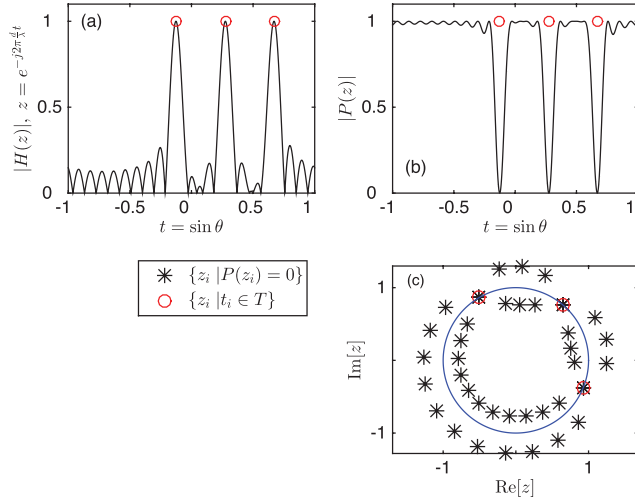 (a)
|H(z)|, z = e^{-j2π\frac{d}{λ}t}
1
0.5
0
-1 -0.5 0 0.5 1
t = sin θ
(b)
|P(z)|
1
0.5
0
-1 -0.5 0 0.5 1
t = sin θ
{z_i | P(z_i) = 0}
{z_i | t_i ∈ T}
(c)
Im[z]
1
-1
-1 1
Re[z]